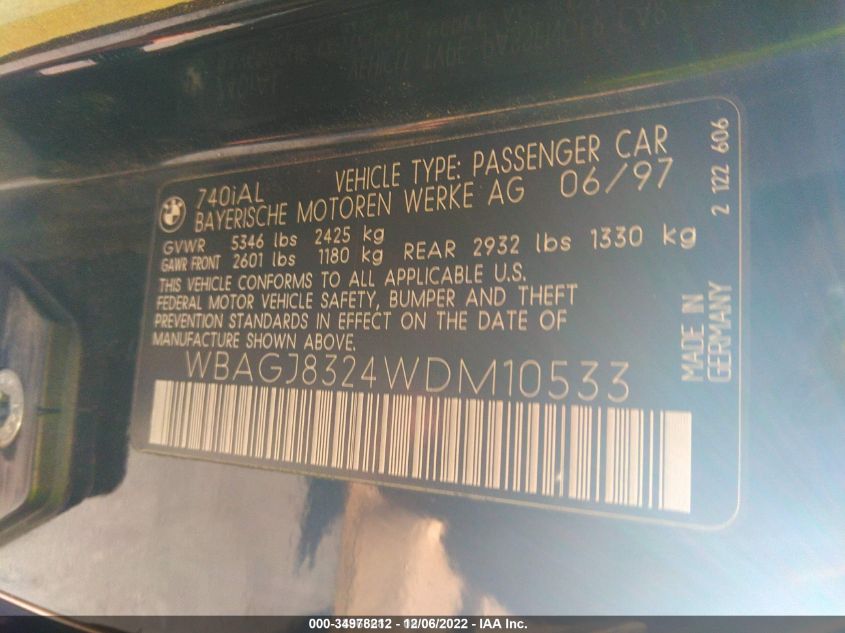 740iAL VEHICLE TYPE: PASSENGER CAR
BAYERISCHE MOTOREN WERKE AG 06/97
GVWR 5346 lbs 2425 kg
GAWR FRONT 2601 lbs 1180 kg REAR 2932 lbs 1330 kg
THIS VEHICLE CONFORMS TO ALL APPLICABLE U.S.
FEDERAL MOTOR VEHICLE SAFETY, BUMPER AND THEFT
PREVENTION STANDARDS IN EFFECT ON THE DATE OF
MANUFACTURE SHOWN ABOVE.
WBAGJ8324WDM10533
MADE IN
GERMANY
2 122 606
000-34978212 - 12/06/2022 - IAA Inc.